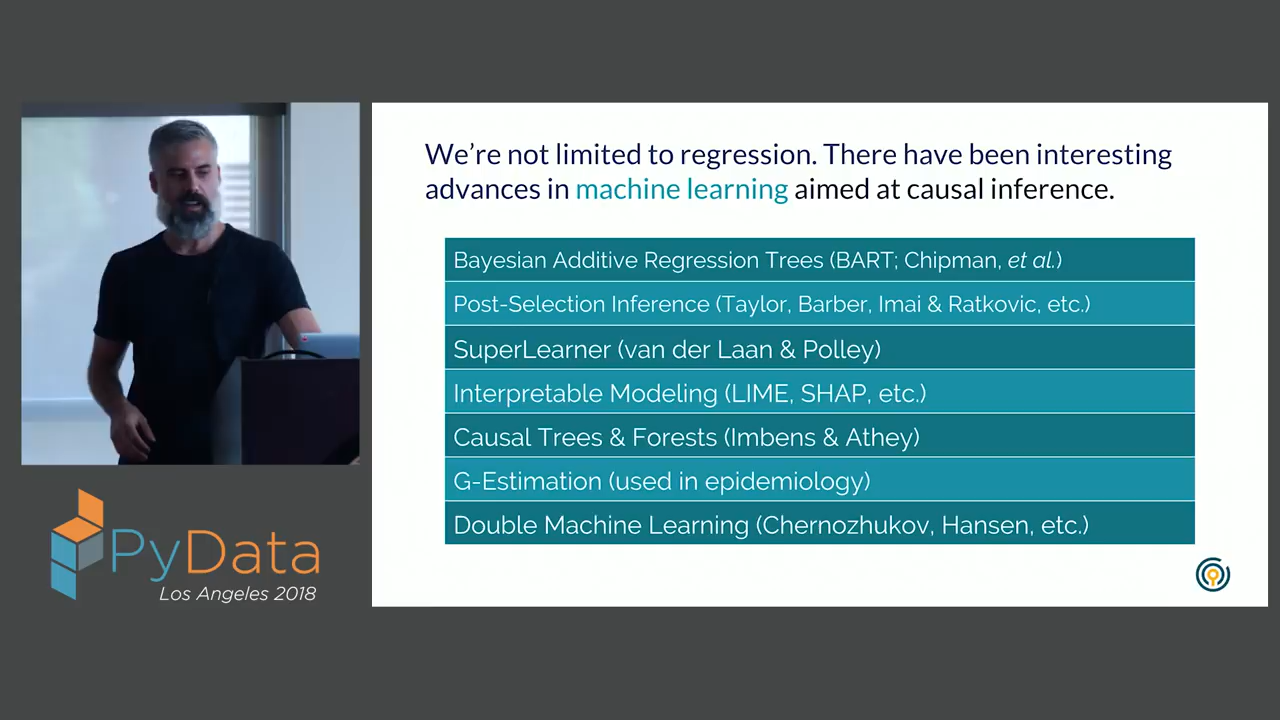 We're not limited to regression. There have been interesting
advances in machine learning aimed at causal inference.
Bayesian Additive Regression Trees (BART; Chipman, et al.)
Post-Selection Inference (Taylor, Barber, Imai & Ratkovic, etc.)
SuperLearner (van der Laan & Polley)
Interpretable Modeling (LIME, SHAP, etc.)
Causal Trees & Forests (Imbens & Athey)
G-Estimation (used in epidemiology)
Double Machine Learning (Chernozhukov, Hansen, etc.)
PyData
Los Angeles 2018